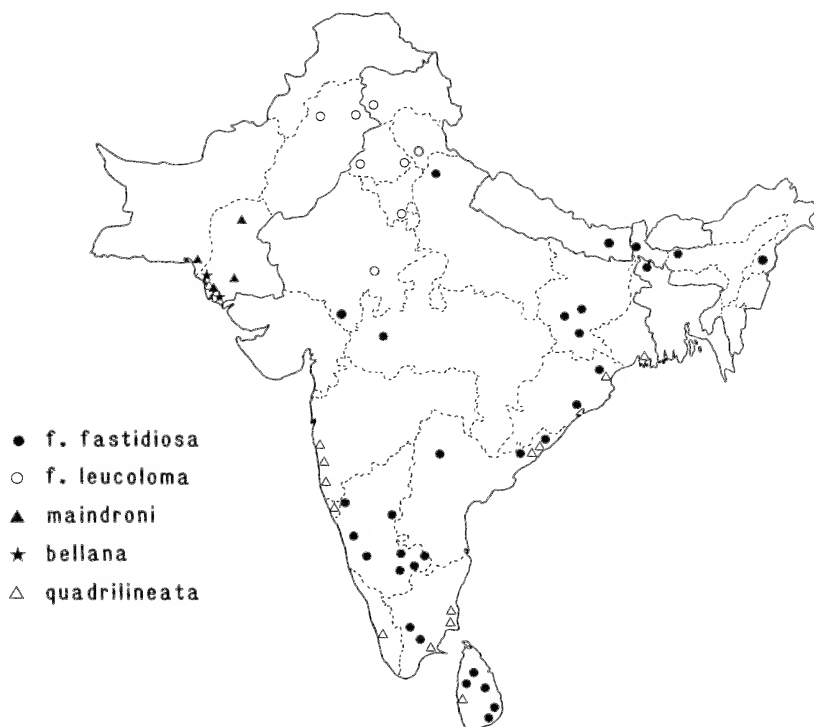 f. fastidiosa
f. leucoloma
maindroni
bellana
quadrilineata